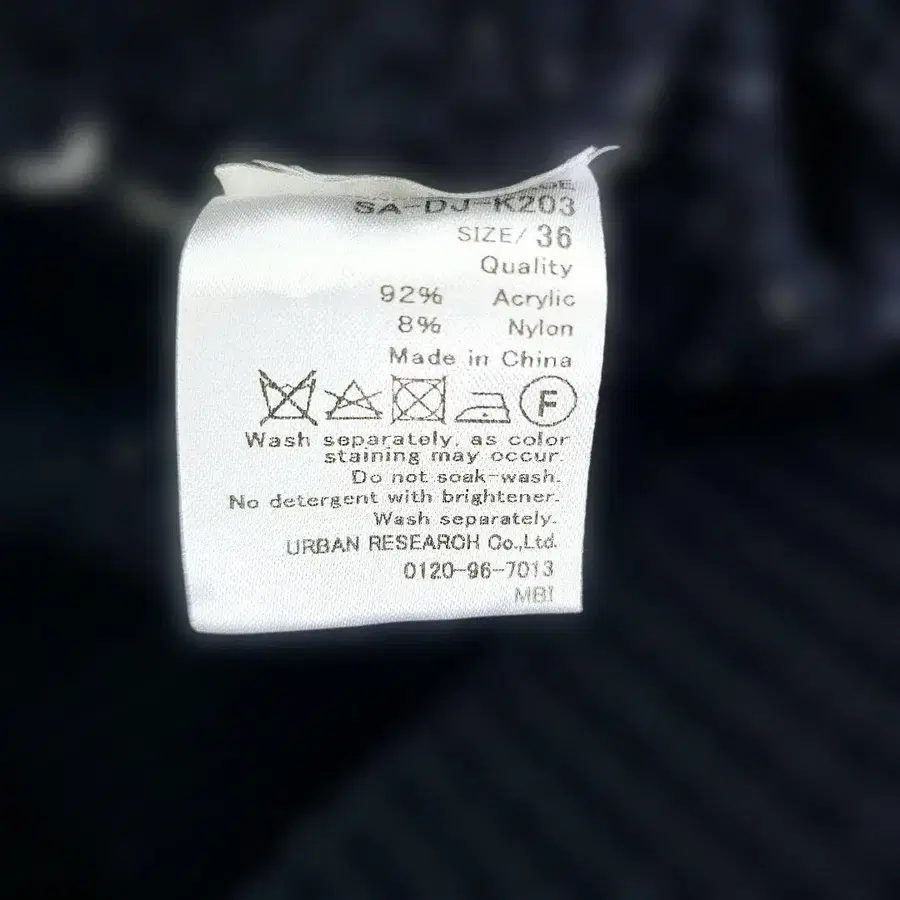 SA-DJ-K203
SIZE/ 36
Quality
92% Acrylic
8% Nylon
Made in China
F
Wash separately, as color
staining may occur.
Do not soak-wash.
No detergent with brightener.
Wash separately.
URBAN RESEARCH Co.,Ltd.
0120-96-7013
MBI